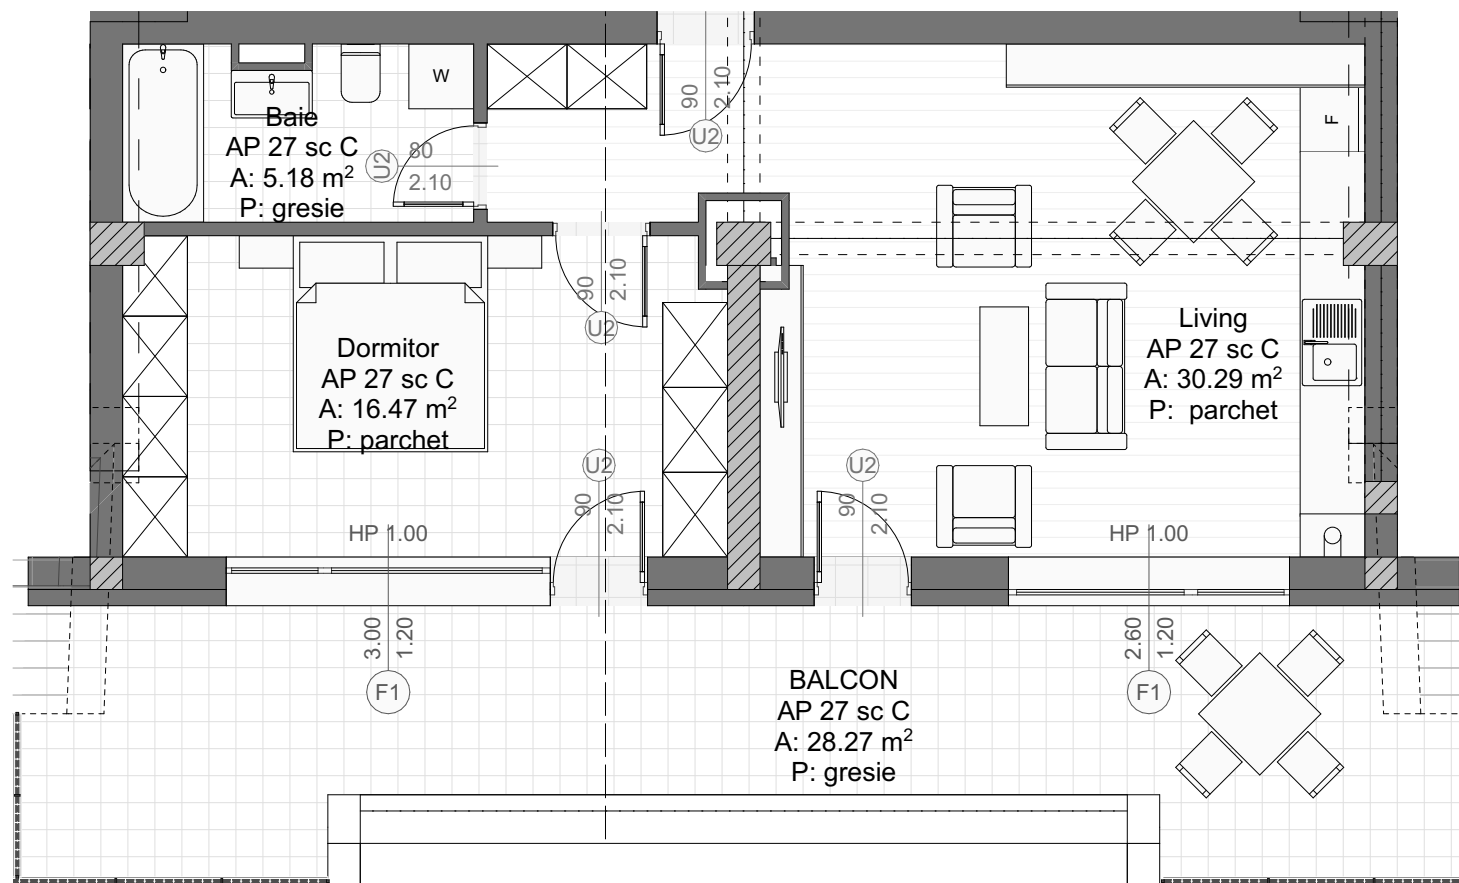 W
90
2.10
U2
F
Baie
AP 27 sc C
A: 5.18 m²
P: gresie
U2
80
2.10
90
2.10
U2
Dormitor
AP 27 sc C
A: 16.47 m²
P: parchet
Living
AP 27 sc C
A: 30.29 m²
P: parchet
U2
90
2.10
U2
90
2.10
HP 1.00
HP 1.00
3.00
1.20
F1
2.60
1.20
F1
BALCON
AP 27 sc C
A: 28.27 m²
P: gresie